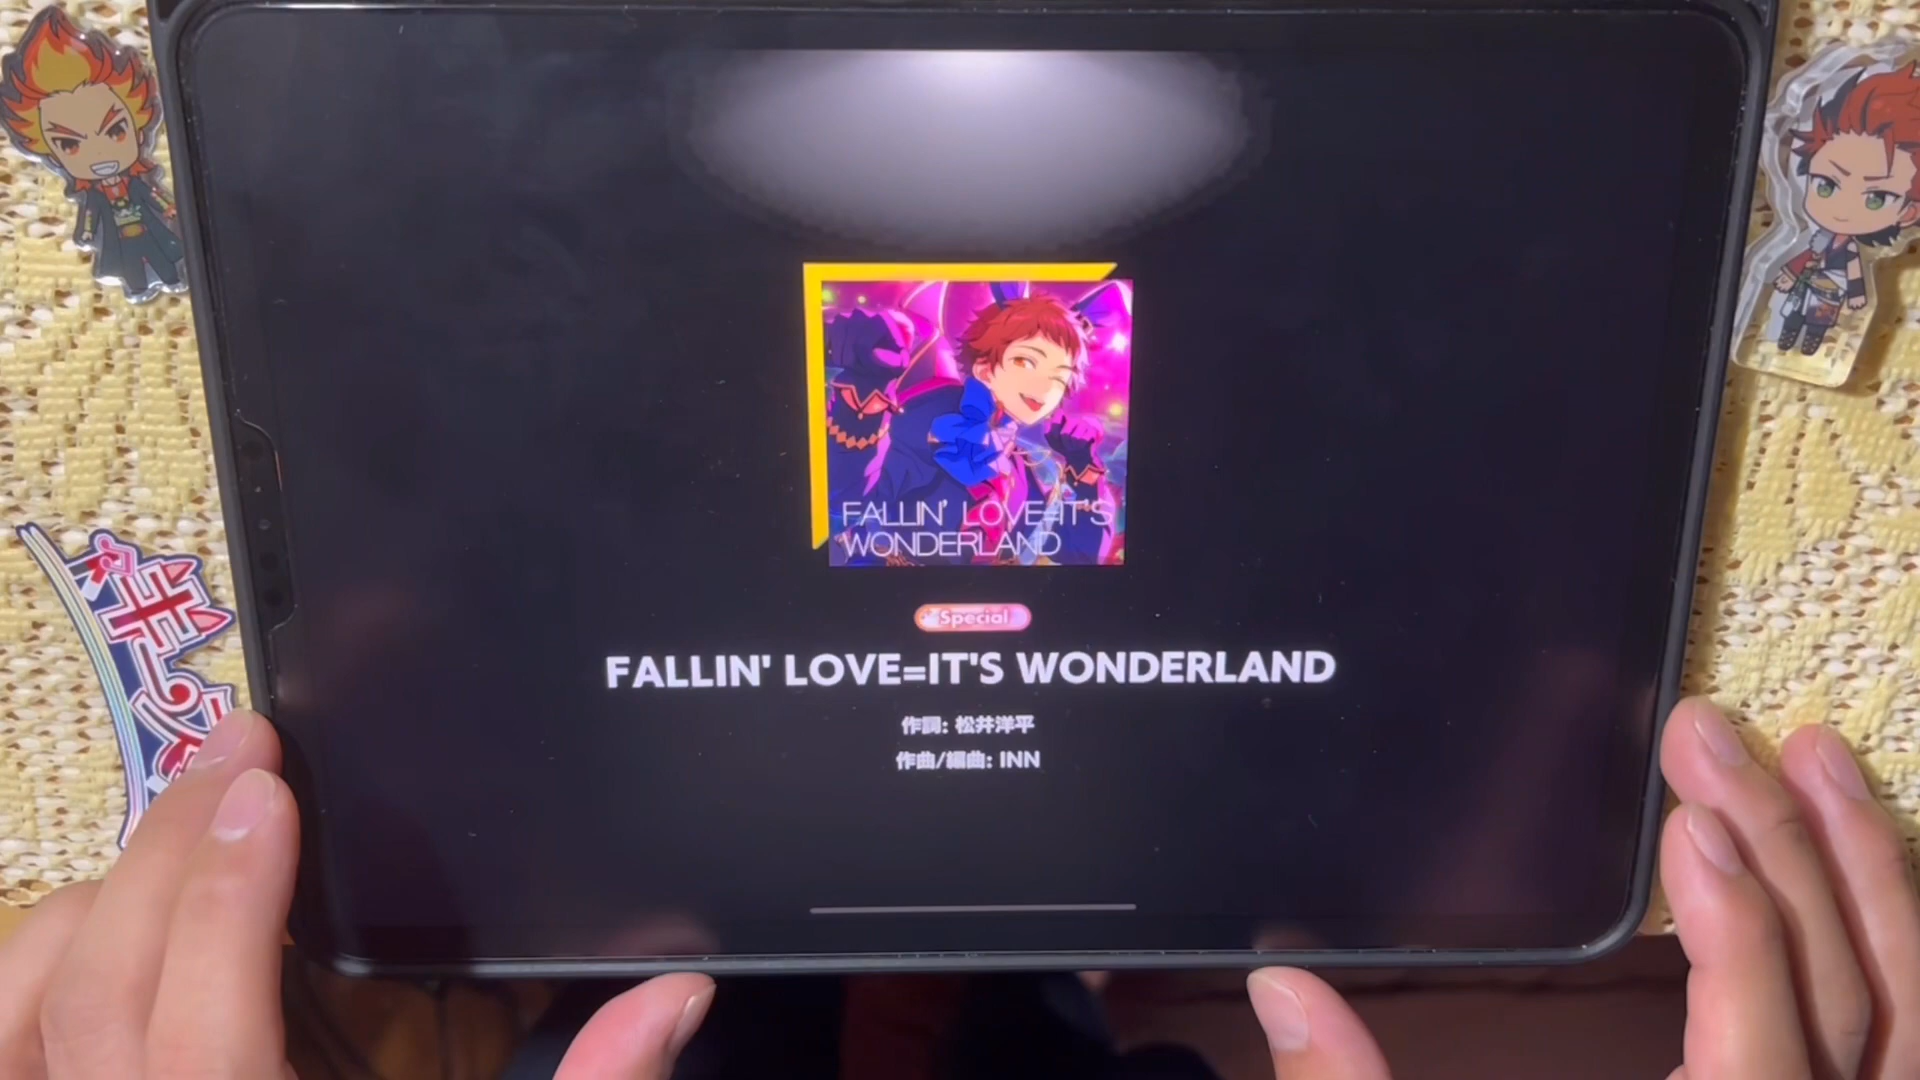 FALLIN' LOVE=IT'S
WONDERLAND
Special
FALLIN' LOVE=IT'S WONDERLAND
作詞: 松井洋平
作曲/編曲: INN